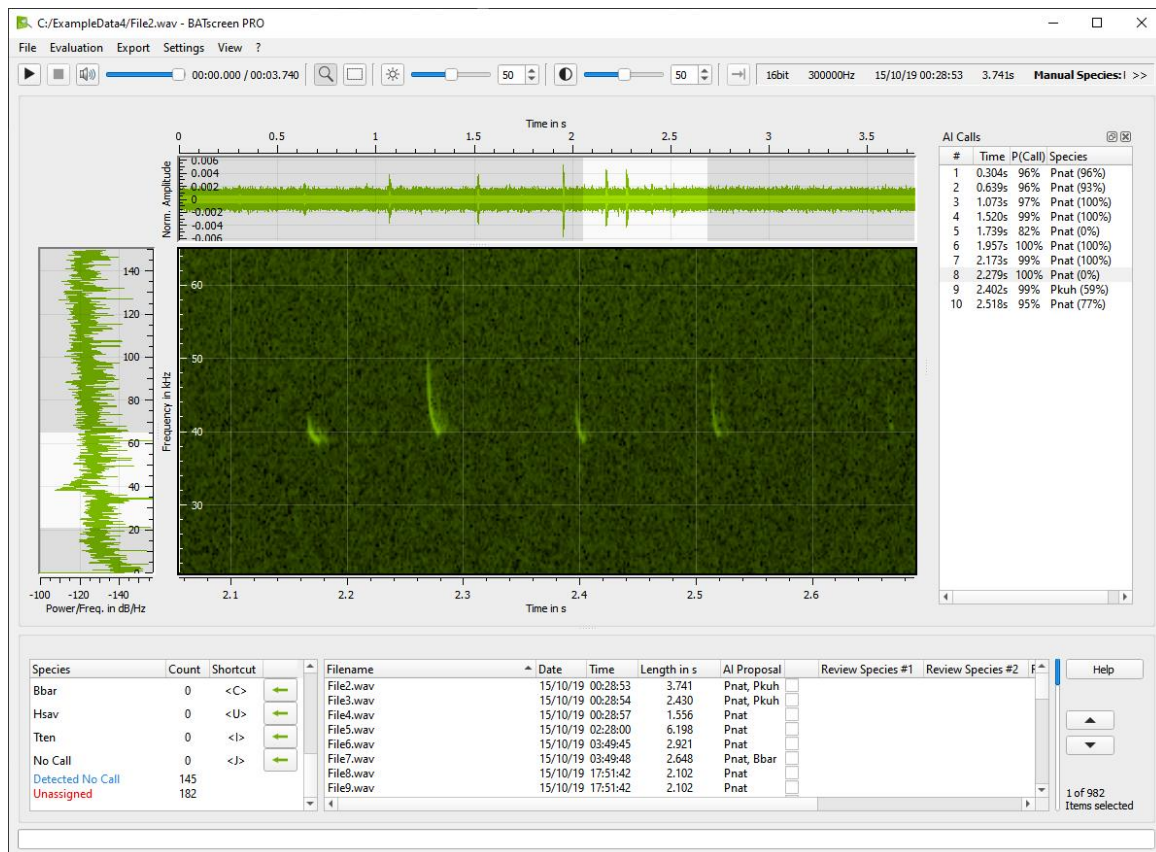 C:/ExampleData4/File2.wav - BATscreen PRO
File Evaluation Export Settings View ?
00:00.000 / 00:03.740 50 50 16bit 300000Hz 15/10/19 00:28:53 3.741s Manual Species: >>
Time in s
0 0.5 1 1.5 2 2.5 3 3.5
Norm. Amplitude
0.006
0.004
0.002
0
-0.002
-0.004
-0.006
AI Calls
# Time P(Call) Species
1 0.304s 96% Pnat (96%)
2 0.639s 96% Pnat (93%)
3 1.073s 97% Pnat (100%)
4 1.520s 99% Pnat (100%)
5 1.739s 82% Pnat (0%)
6 1.957s 100% Pnat (100%)
7 2.173s 99% Pnat (100%)
8 2.279s 100% Pnat (0%)
9 2.402s 99% Pkuh (59%)
10 2.518s 95% Pnat (77%)
140
120
100
80
60
40
20
0
-100 -120 -140
Power/Freq. in dB/Hz
Frequency in kHz
60
50
40
30
2.1 2.2 2.3 2.4 2.5 2.6
Time in s
Species Count Shortcut
Bbar 0 <C>
Hsav 0 <U>
Tten 0 <I>
No Call 0 <J>
Detected No Call 145
Unassigned 182
Filename Date Time Length in s AI Proposal Review Species #1 Review Species #2
File2.wav 15/10/19 00:28:53 3.741 Pnat, Pkuh
File3.wav 15/10/19 00:28:54 2.430 Pnat, Pkuh
File4.wav 15/10/19 00:28:57 1.556 Pnat
File5.wav 15/10/19 02:28:00 6.198 Pnat
File6.wav 15/10/19 03:49:45 2.921 Pnat
File7.wav 15/10/19 03:49:48 2.648 Pnat, Bbar
File8.wav 15/10/19 17:51:42 2.102 Pnat
File9.wav 15/10/19 17:51:42 2.102 Pnat
Help
1 of 982
Items selected